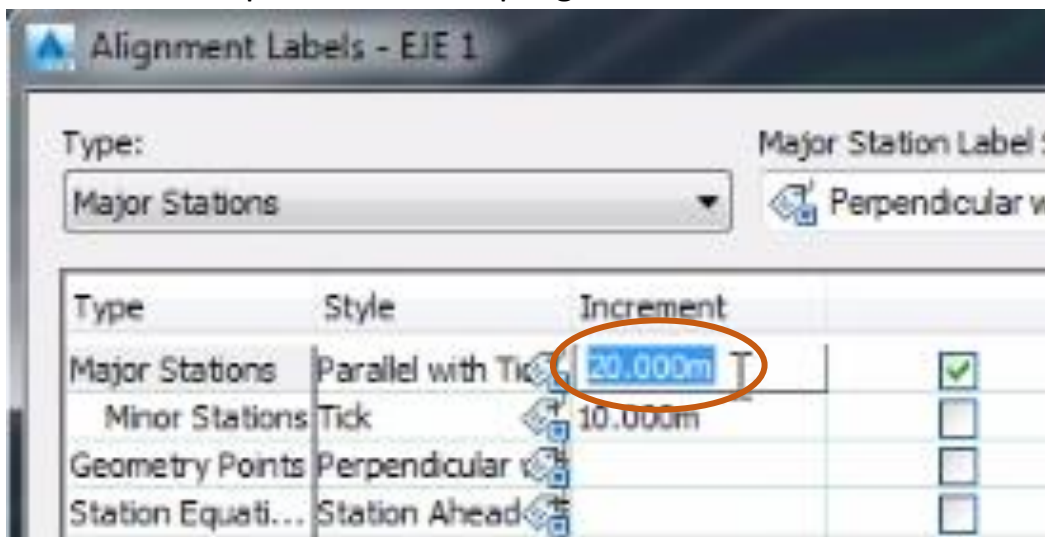 Alignment Labels - EJE 1
Type:
Major Station Label
Major Stations
Perpendicular
Type Style Increment
Major Stations Parallel with 20.000m
Minor Stations Tick 10.000m
Geometry Points Perpendicular
Station Equati... Station Ahead